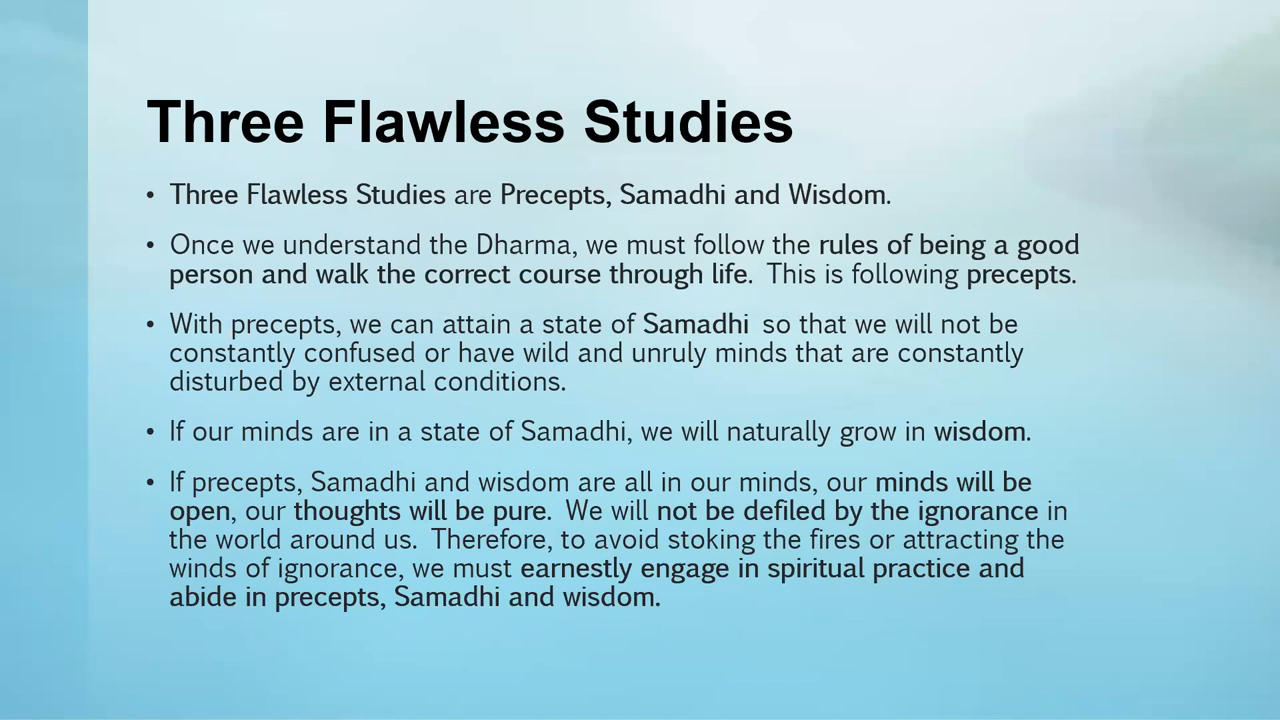 Three Flawless Studies
• Three Flawless Studies are Precepts, Samadhi and Wisdom.
• Once we understand the Dharma, we must follow the rules of being a good
person and walk the correct course through life.  This is following precepts.
• With precepts, we can attain a state of Samadhi  so that we will not be
constantly confused or have wild and unruly minds that are constantly
disturbed by external conditions.
• If our minds are in a state of Samadhi, we will naturally grow in wisdom.
• If precepts, Samadhi and wisdom are all in our minds, our minds will be
open, our thoughts will be pure.  We will not be defiled by the ignorance in
the world around us.  Therefore, to avoid stoking the fires or attracting the
winds of ignorance, we must earnestly engage in spiritual practice and
abide in precepts, Samadhi and wisdom.